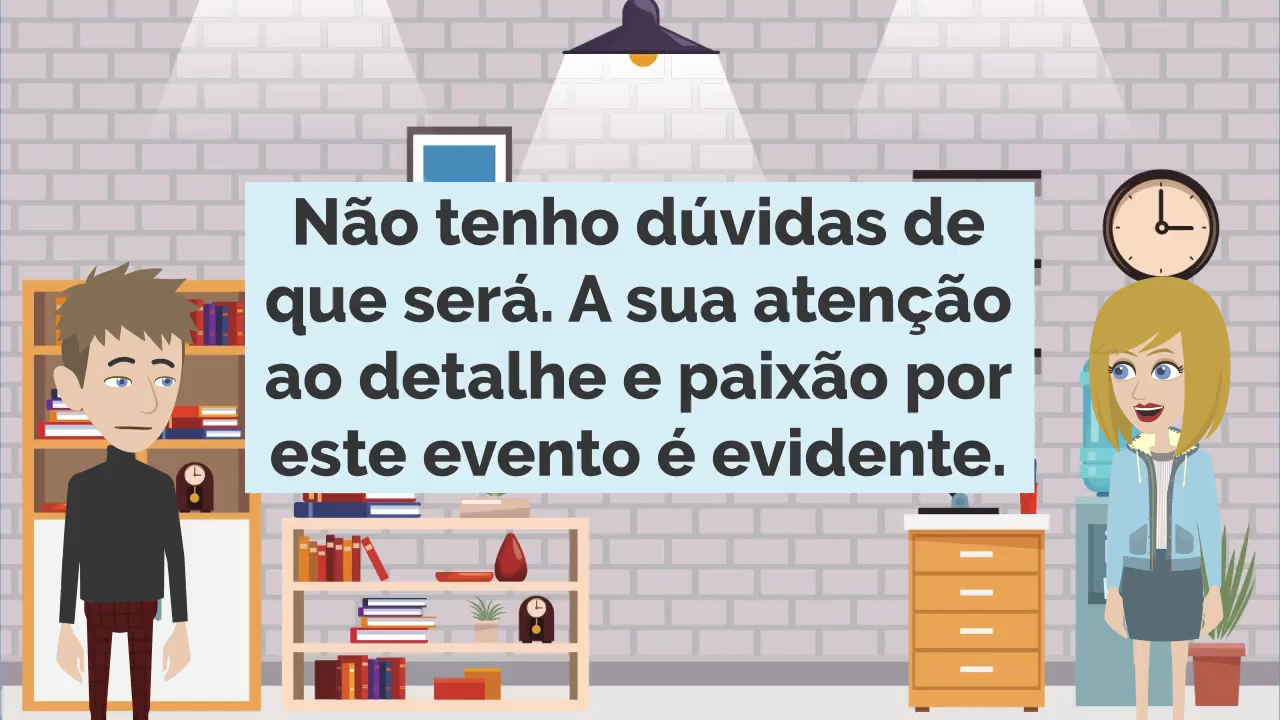 Não tenho dúvidas de
que será. A sua atenção
ao detalhe e paixão por
este evento é evidente.